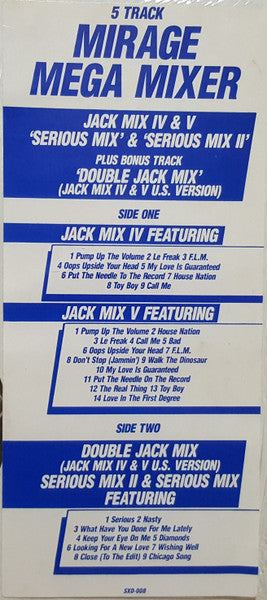 5 TRACK
MIRAGE
MEGA MIXER
JACK MIX IV & V
'SERIOUS MIX' & 'SERIOUS MIX II'
PLUS BONUS TRACK
'DOUBLE JACK MIX'
(JACK MIX IV & V U.S. VERSION)
SIDE ONE
JACK MIX IV FEATURING
1 Pump Up The Volume 2 Le Freak 3 F.L.M.
4 Oops Upside Your Head 5 My Love Is Guaranteed
6 Put The Needle To The Record 7 House Nation
8 Toy Boy 9 Call Me
JACK MIX V FEATURING
1 Pump Up The Volume 2 House Nation
3 Le Freak 4 Call Me 5 Bad
6 Oops Upside Your Head 7 F.L.M.
8 Don't Stop (Jammin') 9 Walk The Dinosaur
10 My Love Is Guaranteed
11 Put The Needle On The Record
12 The Real Thing 13 Toy Boy
14 Love In The First Degree
SIDE TWO
DOUBLE JACK MIX
(JACK MIX IV & V U.S. VERSION)
SERIOUS MIX II & SERIOUS MIX
FEATURING
1 Serious 2 Nasty
3 What Have You Done For Me Lately
4 Keep Your Eye On Me 5 Diamonds
6 Looking For A New Love 7 Wishing Well
8 Close (To The Edit) 9 Chicago Song
SXD-008